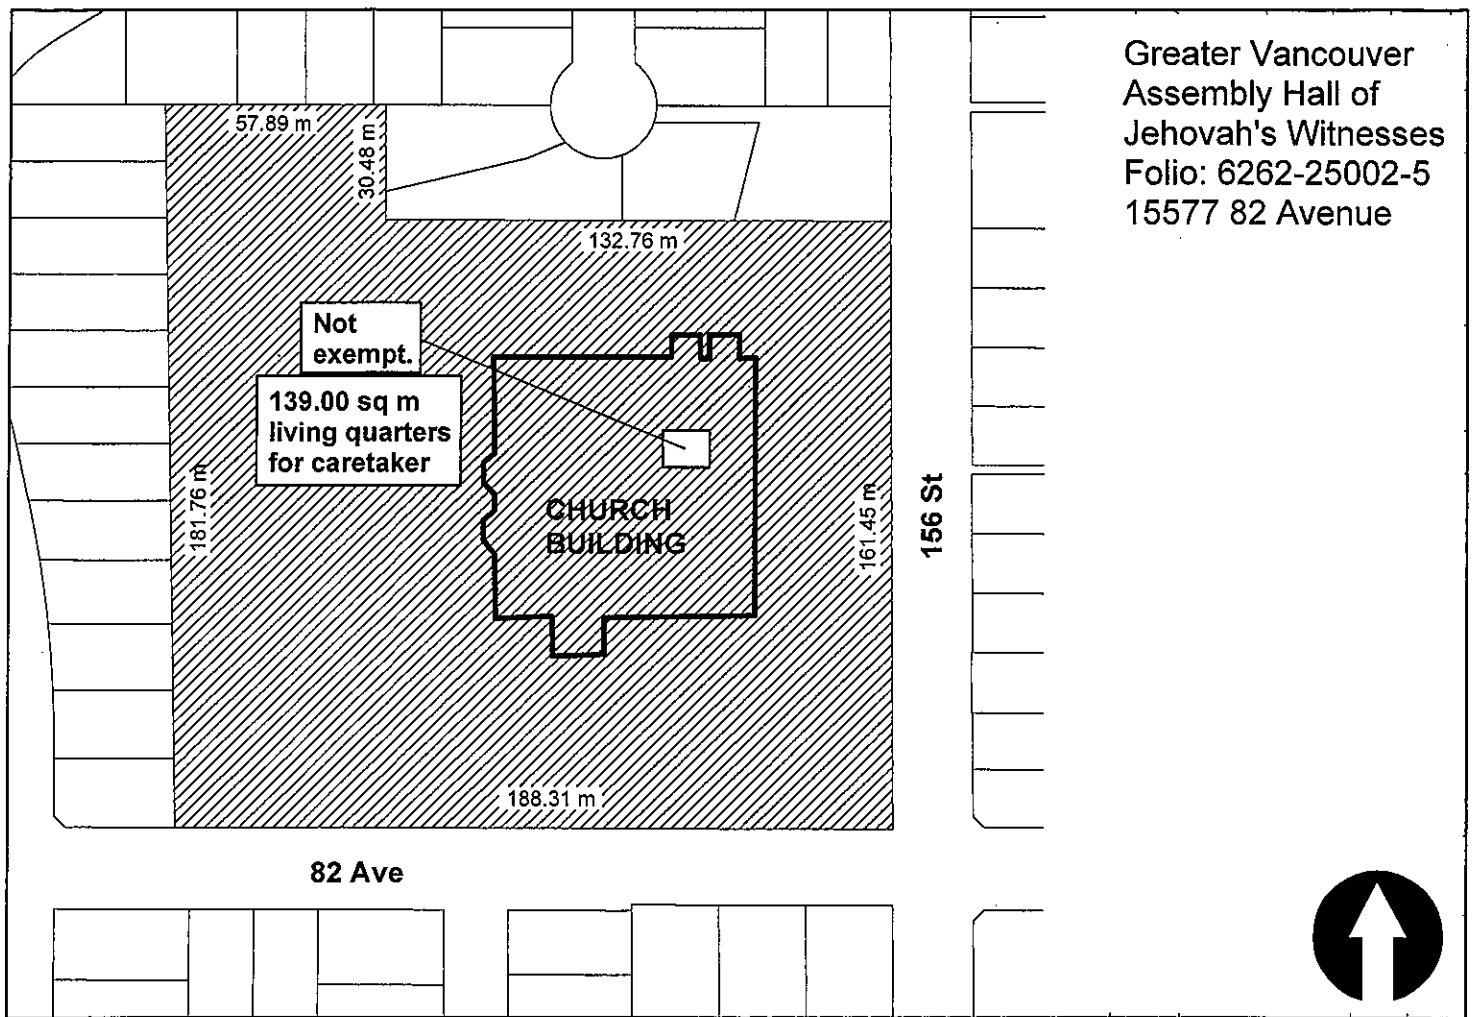 Greater Vancouver
Assembly Hall of
Jehovah's Witnesses
Folio: 6262-25002-5
15577 82 Avenue
57.89 m
30.48 m
132.76 m
Not
exempt.
139.00 sq m
living quarters
for caretaker
181.76 m
CHURCH
BUILDING
161.45 m
156 St
188.31 m
82 Ave